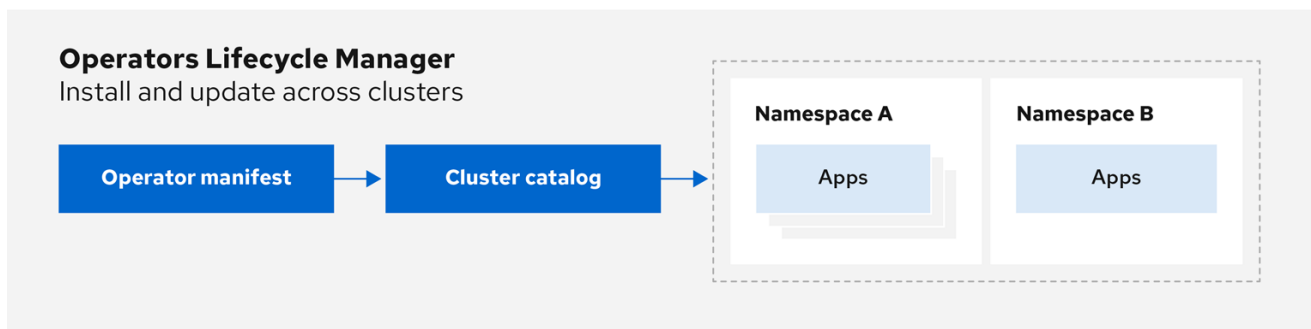 Operators Lifecycle Manager
Install and update across clusters
Operator manifest
Cluster catalog
Namespace A
Apps
Namespace B
Apps